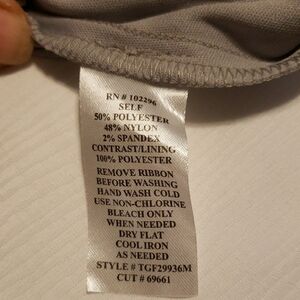 RN # 102296
SELF
50% POLYESTER
48% NYLON
2% SPANDEX
CONTRAST/LINING
100% POLYESTER
REMOVE RIBBON
BEFORE WASHING
HAND WASH COLD
USE NON-CHLORINE
BLEACH ONLY
WHEN NEEDED
DRY FLAT
COOL IRON
AS NEEDED
STYLE # TGF29936M
CUT # 69661